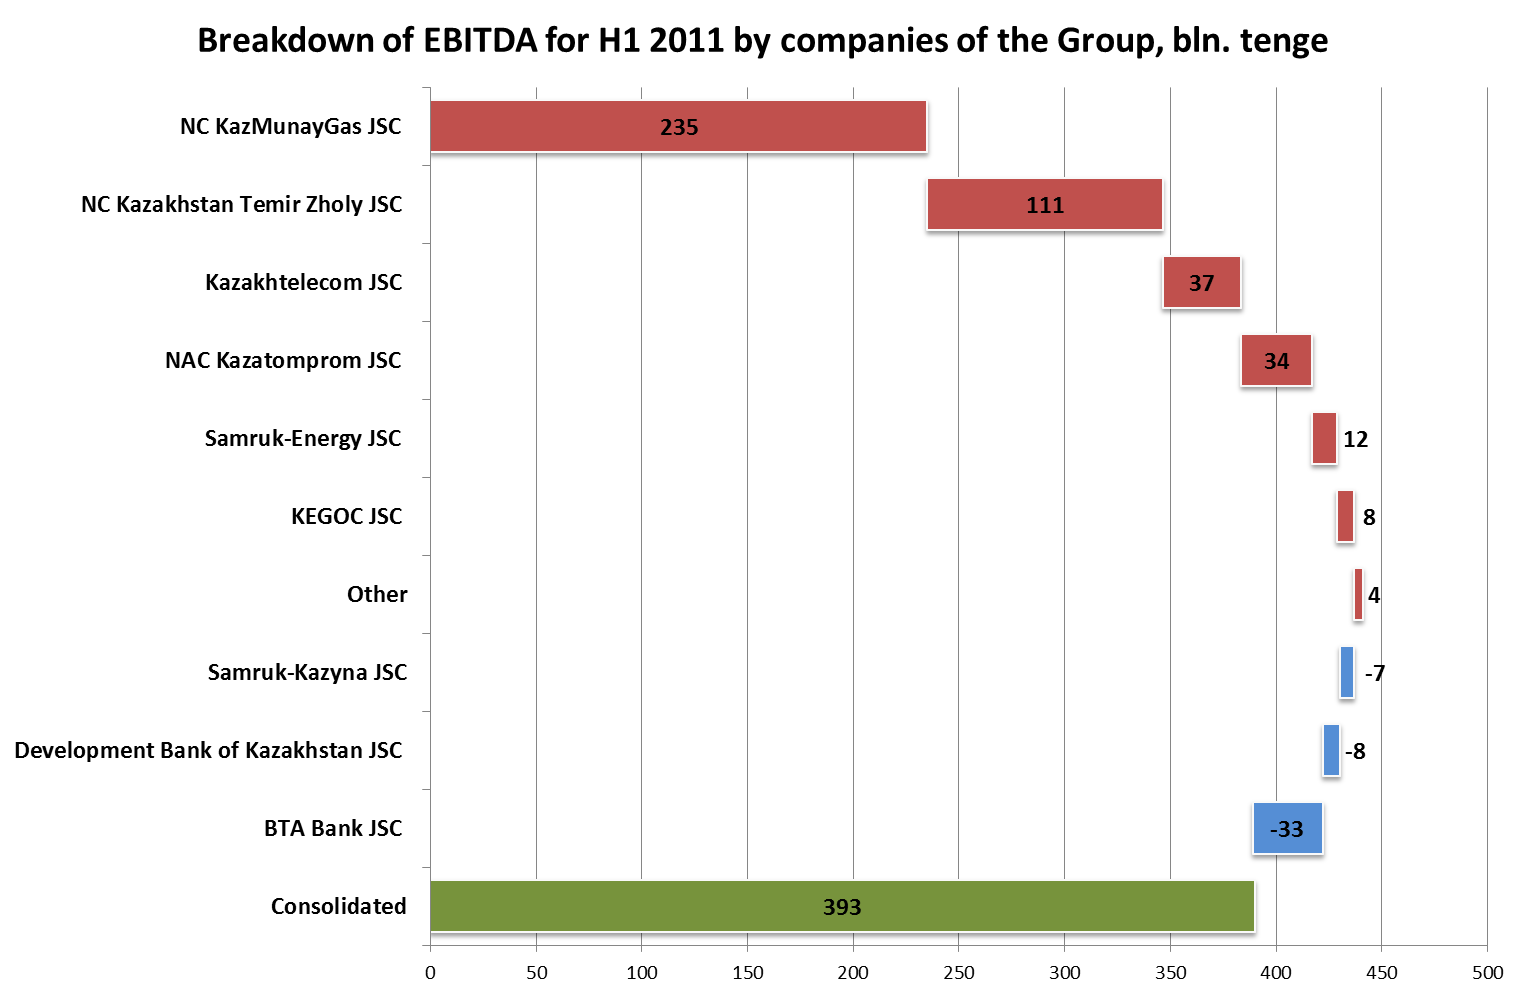 Breakdown of EBITDA for H1 2011 by companies of the Group, bln. tenge
NC KazMunayGas JSC 235
NC Kazakhstan Temir Zholy JSC 111
Kazakhtelecom JSC 37
NAC Kazatomprom JSC 34
Samruk-Energy JSC 12
KEGOC JSC 8
Other 4
Samruk-Kazyna JSC -7
Development Bank of Kazakhstan JSC -8
BTA Bank JSC -33
Consolidated 393
0 50 100 150 200 250 300 350 400 450 500